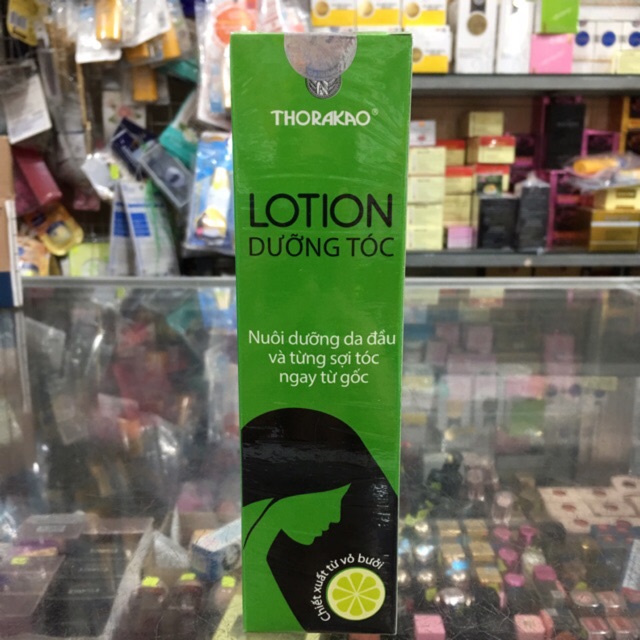 THORAKAO®
LOTION
DƯỠNG TÓC
Nuôi dưỡng da đầu
và từng sợi tóc
ngay từ gốc
Chiết xuất từ vỏ bưởi